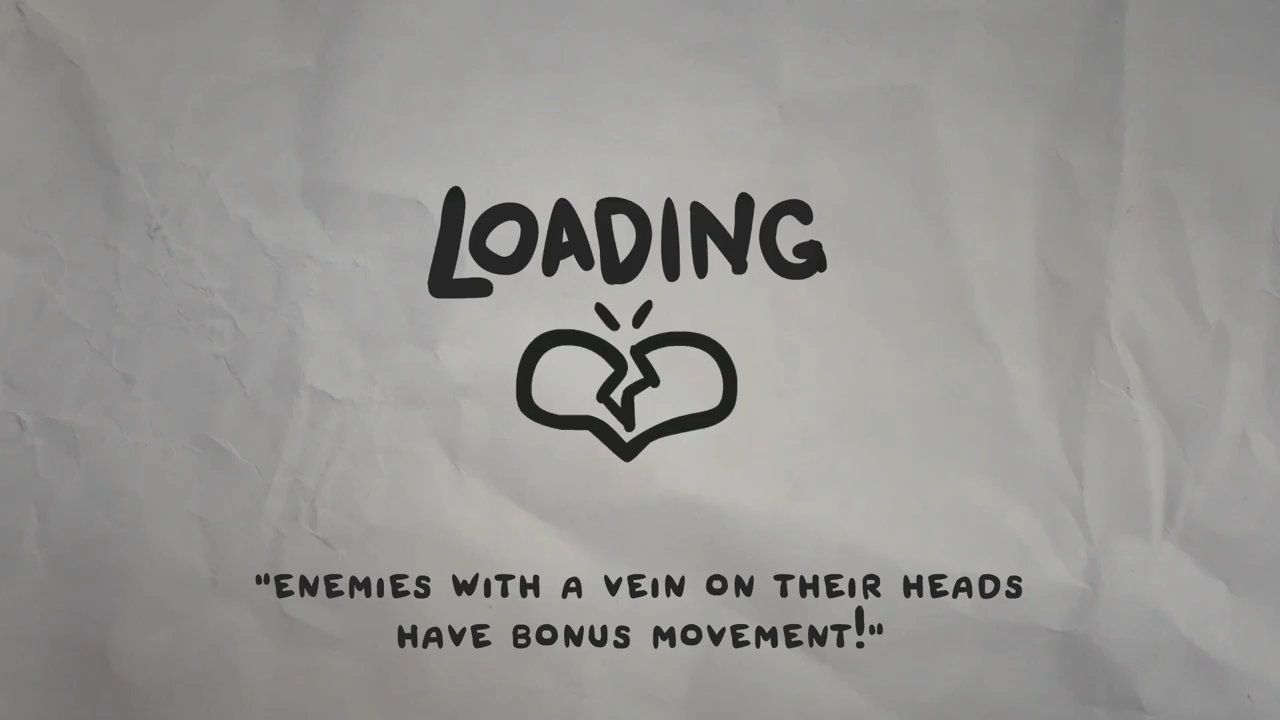 LOADING
"ENEMIES WITH A VEIN ON THEIR HEADS
HAVE BONUS MOVEMENT!"